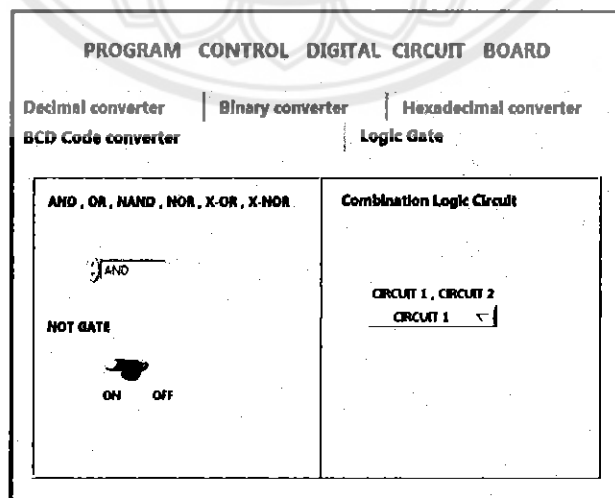 PROGRAM CONTROL DIGITAL CIRCUIT BOARD
Decimal converter Binary converter Hexadecimal converter
BCD Code converter Logic Gate
AND , OR , NAND , NOR , X-OR , X-NOR
AND
NOT GATE
ON OFF
Combination Logic Circuit
CIRCUIT 1 , CIRCUIT 2
CIRCUIT 1